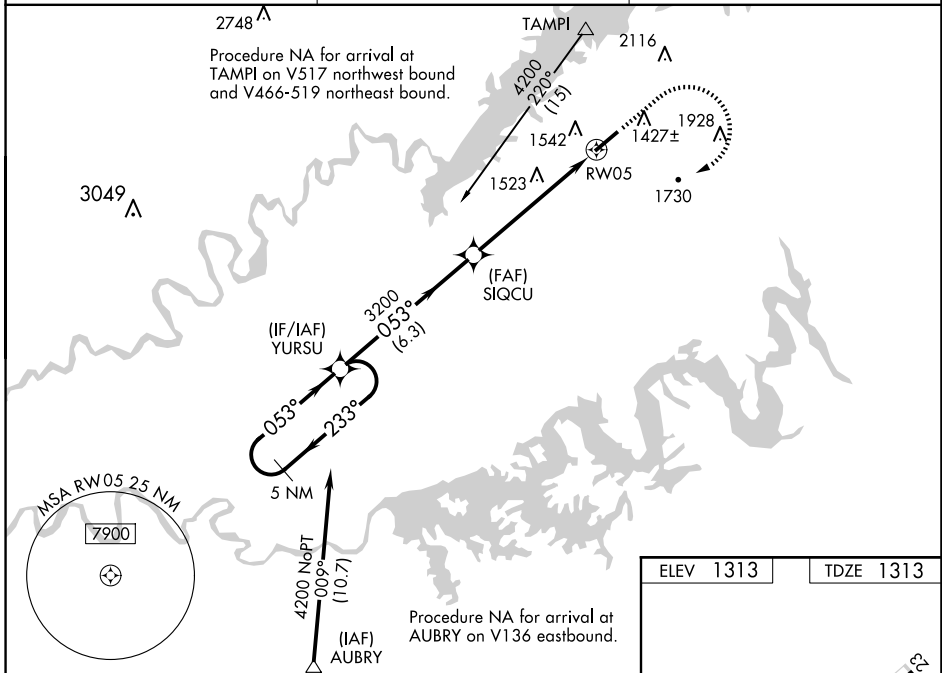 2748
TAMPI
Procedure NA for arrival at
TAMPI on V517 northwest bound
and V466-519 northeast bound.
2116
4200
220°
(15)
1542
1427±
1928
RW05
1523
1730
3049
(FAF)
SIQCU
3200
053°
(6.3)
(IF/IAF)
YURSU
053°
233°
5 NM
MSA RW05 25 NM
7900
4200 NoPT
009°
(10.7)
(IAF)
AUBRY
Procedure NA for arrival at
AUBRY on V136 eastbound.
ELEV 1313
TDZE 1313
23